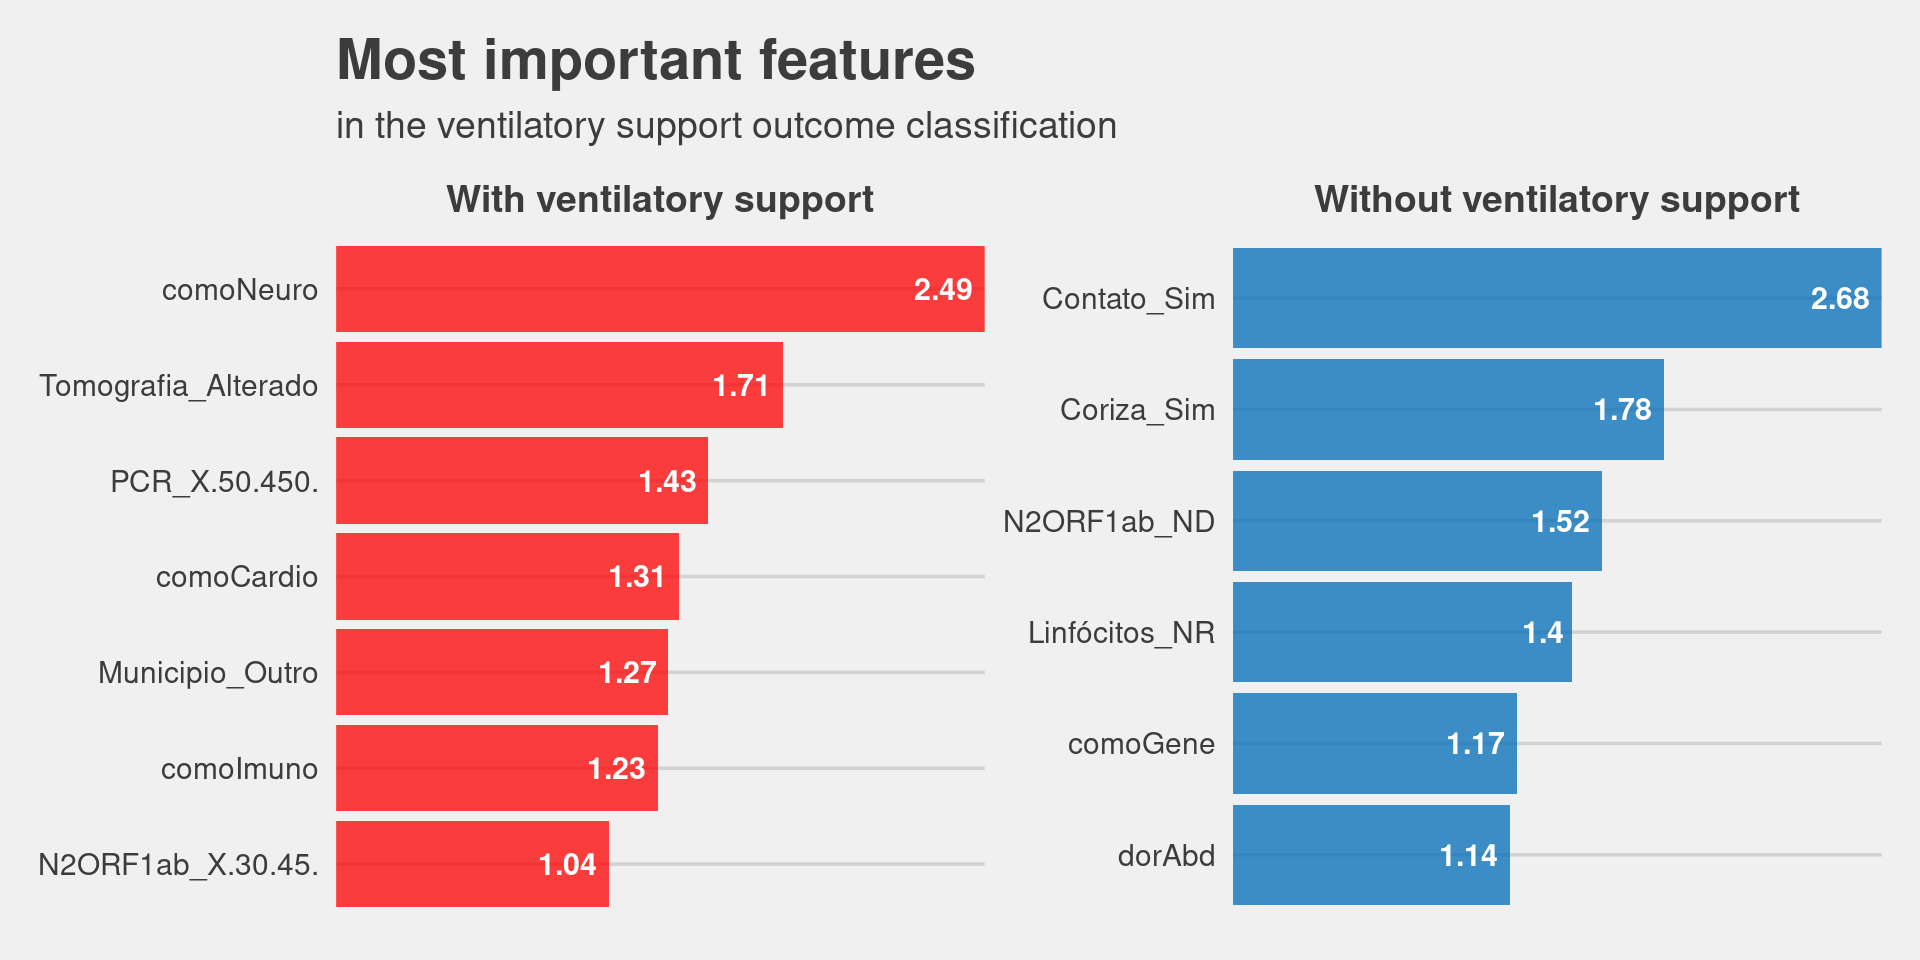 Most important features
in the ventilatory support outcome classification
With ventilatory support
comoNeuro 2.49
Tomografia_Alterado 1.71
PCR_X.50.450. 1.43
comoCardio 1.31
Municipio_Outro 1.27
comoImuno 1.23
N2ORF1ab_X.30.45. 1.04
Without ventilatory support
Contato_Sim 2.68
Coriza_Sim 1.78
N2ORF1ab_ND 1.52
Linfócitos_NR 1.4
comoGene 1.17
dorAbd 1.14